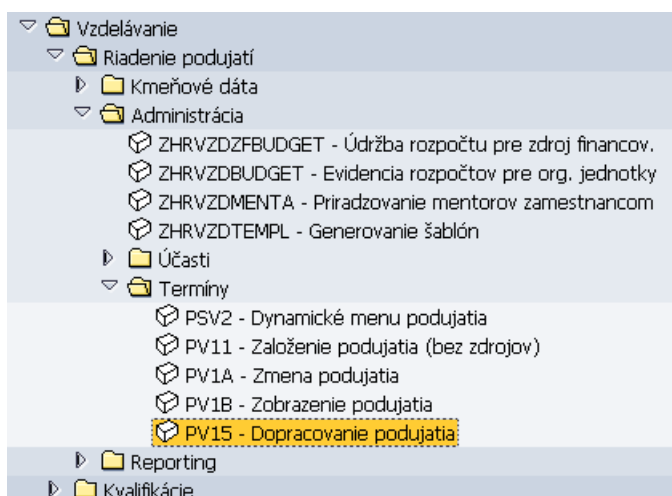 Vzdelávanie
Riadenie podujatí
Kmeňové dáta
Administrácia
ZHRVZDZFBUDGET - Údržba rozpočtu pre zdroj financov.
ZHRVZDBUDGET - Evidencia rozpočtov pre org. jednotky
ZHRVZDMENTA - Priradzovanie mentorov zamestnancom
ZHRVZDTEMPL - Generovanie šablón
Účasti
Termíny
PSV2 - Dynamické menu podujatia
PV11 - Založenie podujatia (bez zdrojov)
PV1A - Zmena podujatia
PV1B - Zobrazenie podujatia
PV15 - Dopracovanie podujatia
Reporting
Kvalifikácie